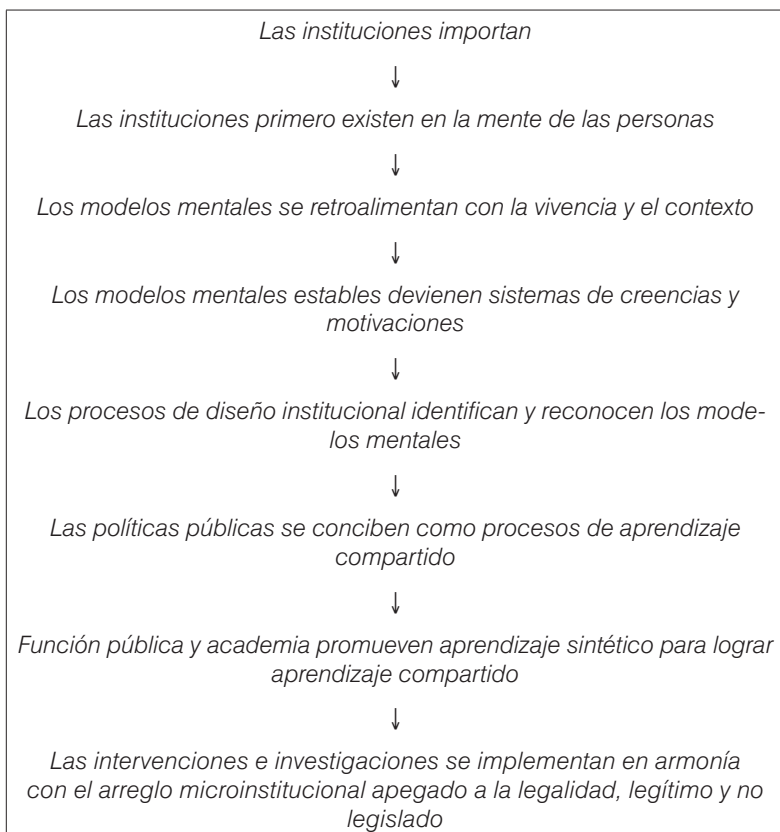 Las instituciones importan
↓
Las instituciones primero existen en la mente de las personas
↓
Los modelos mentales se retroalimentan con la vivencia y el contexto
↓
Los modelos mentales estables devienen sistemas de creencias y
motivaciones
↓
Los procesos de diseño institucional identifican y reconocen los mode-
los mentales
↓
Las políticas públicas se conciben como procesos de aprendizaje
compartido
↓
Función pública y academia promueven aprendizaje sintético para lograr
aprendizaje compartido
↓
Las intervenciones e investigaciones se implementan en armonía
con el arreglo microinstitucional apegado a la legalidad, legítimo y no
legislado